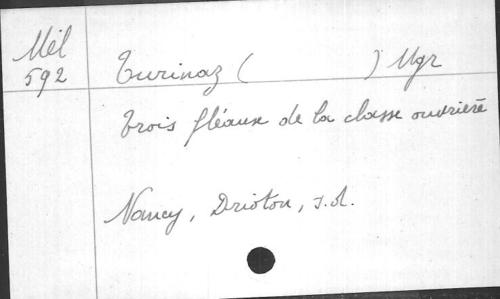 Mél
592
Turinaz ( ) Mgr
Trois fléaux de la classe ouvrière
Nancy, Drioton, s.d.